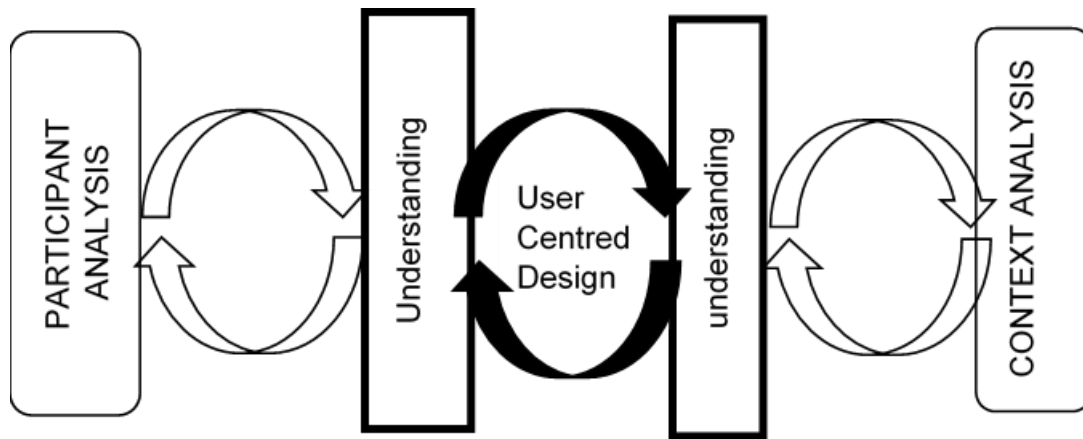 PARTICIPANT
ANALYSIS
Understanding
User
Centred
Design
understanding
CONTEXT ANALYSIS